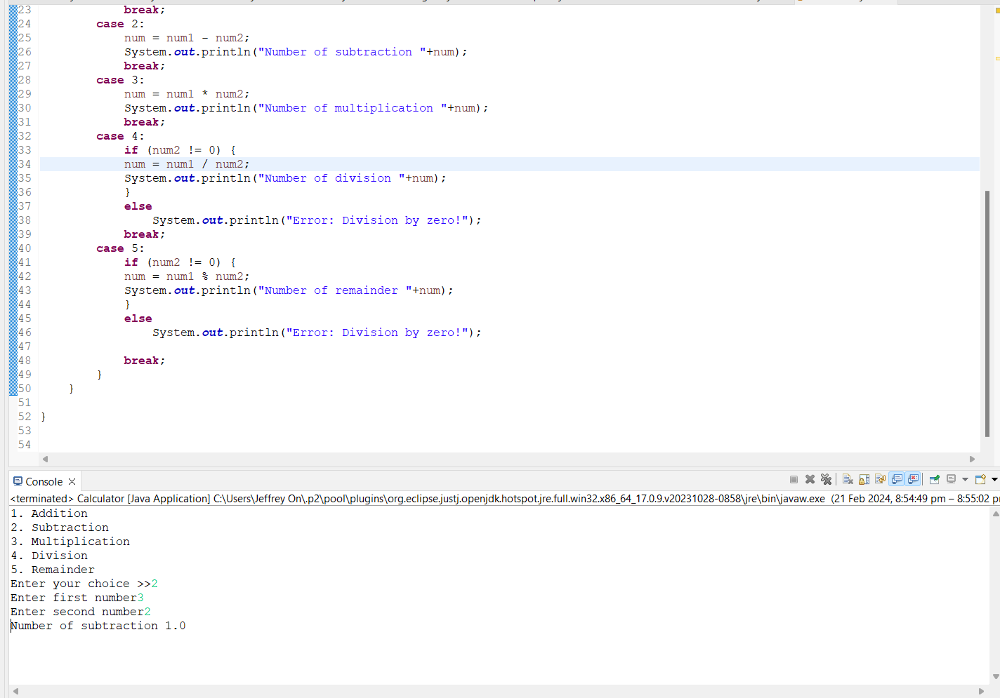 23 break;
24 case 2:
25 num = num1 - num2;
26 System.out.println("Number of subtraction "+num);
27 break;
28 case 3:
29 num = num1 * num2;
30 System.out.println("Number of multiplication "+num);
31 break;
32 case 4:
33 if (num2 != 0) {
34 num = num1 / num2;
35 System.out.println("Number of division "+num);
36 }
37 else
38 System.out.println("Error: Division by zero!");
39 break;
40 case 5:
41 if (num2 != 0) {
42 num = num1 % num2;
43 System.out.println("Number of remainder "+num);
44 }
45 else
46 System.out.println("Error: Division by zero!");
47
48 break;
49 }
50 }
51
52 }
53
54
Console
<terminated> Calculator [Java Application] C:\Users\Jeffrey On\.p2\pool\plugins\org.eclipse.justj.openjdk.hotspot.jre.full.win32.x86_64_17.0.9.v20231028-0858\jre\bin\javaw.exe (21 Feb 2024, 8:54:49 pm – 8:55:02 p
1. Addition
2. Subtraction
3. Multiplication
4. Division
5. Remainder
Enter your choice >>2
Enter first number3
Enter second number2
Number of subtraction 1.0